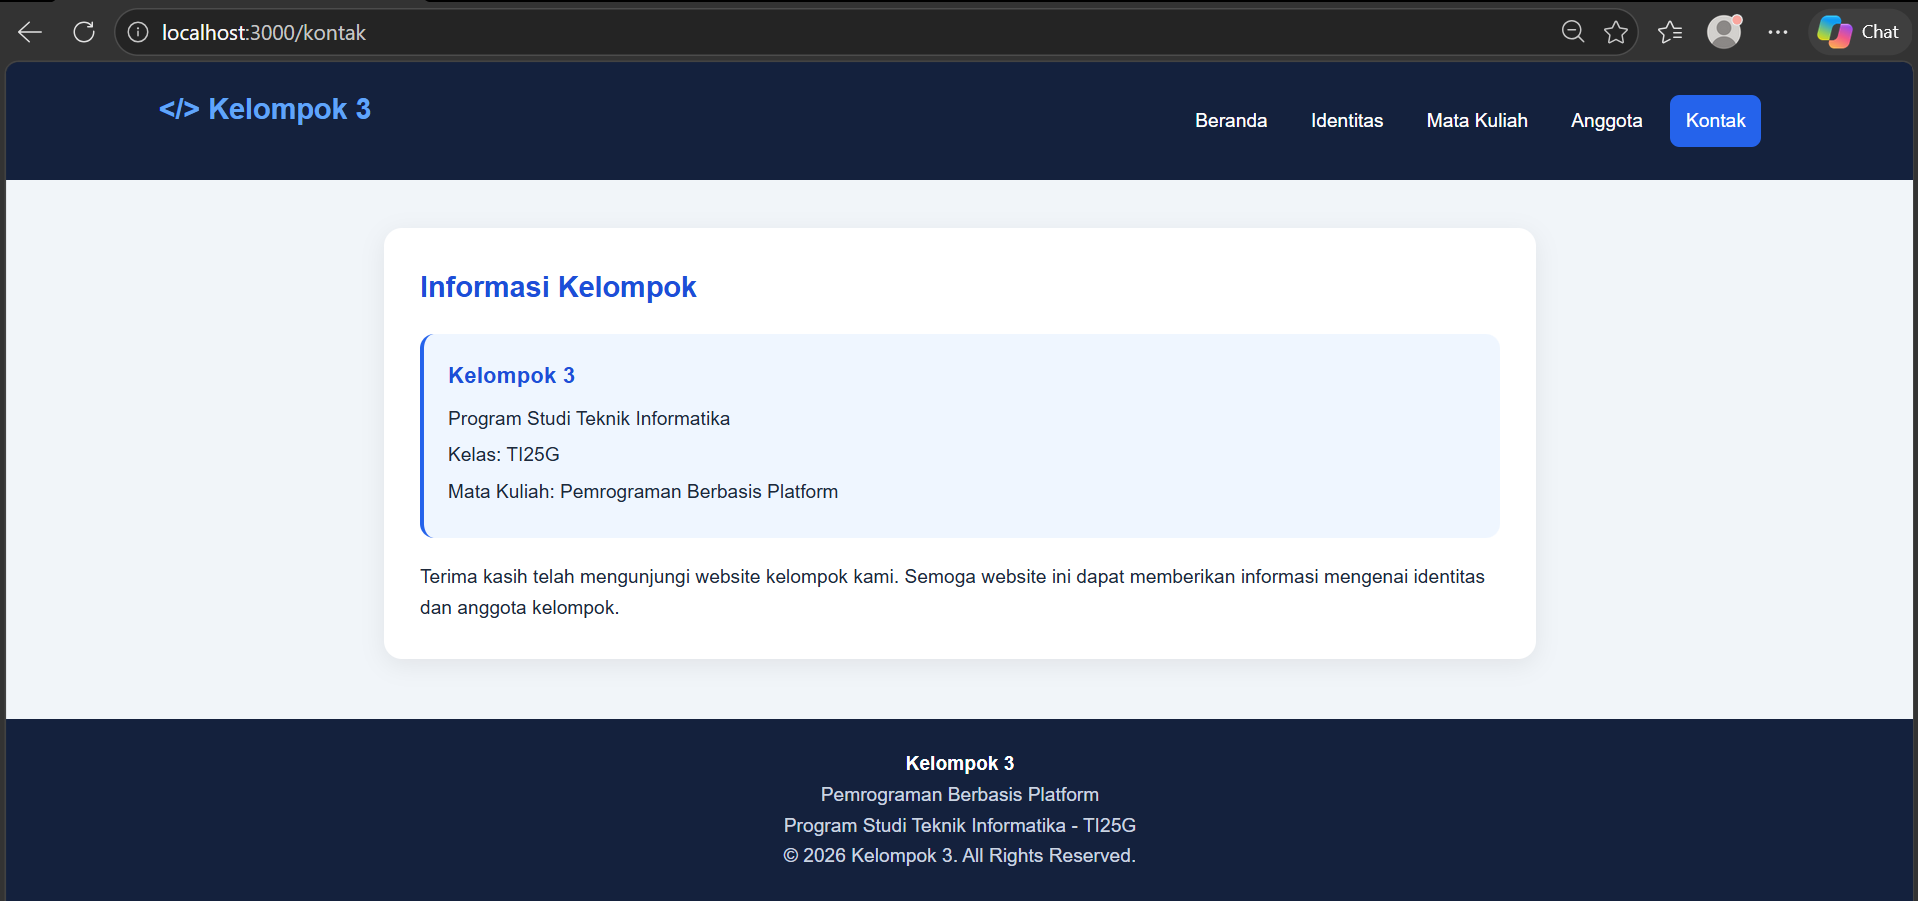 localhost:3000/kontak
Chat
</> Kelompok 3
Beranda Identitas Mata Kuliah Anggota Kontak
Informasi Kelompok
Kelompok 3
Program Studi Teknik Informatika
Kelas: TI25G
Mata Kuliah: Pemrograman Berbasis Platform
Terima kasih telah mengunjungi website kelompok kami. Semoga website ini dapat memberikan informasi mengenai identitas
dan anggota kelompok.
Kelompok 3
Pemrograman Berbasis Platform
Program Studi Teknik Informatika - TI25G
© 2026 Kelompok 3. All Rights Reserved.